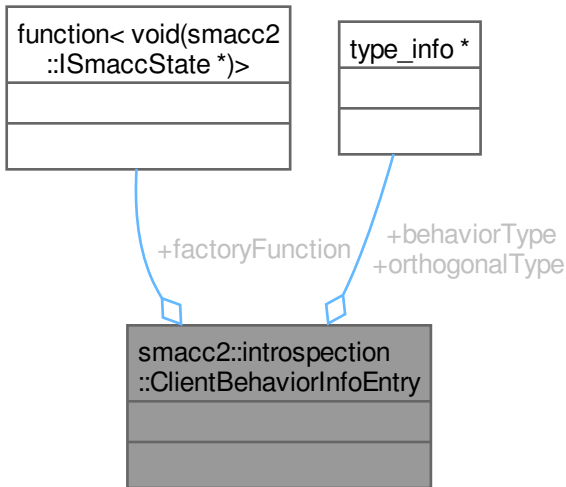 function< void(smacc2
::ISmaccState *)>
type_info *
+factoryFunction
+behaviorType
+orthogonalType
smacc2::introspection
::ClientBehaviorInfoEntry